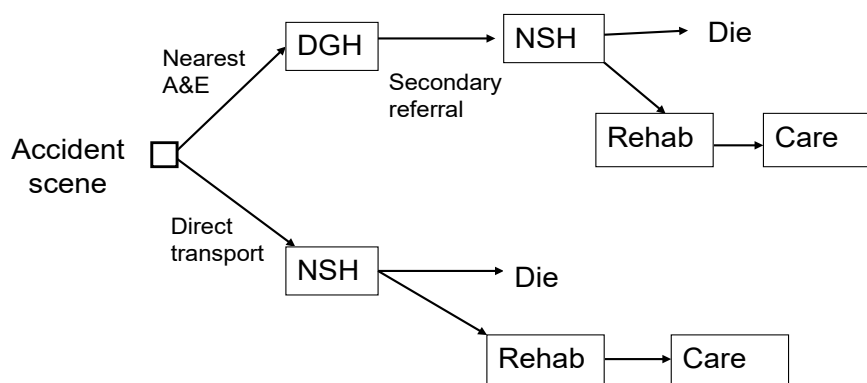 Accident
scene
Nearest
A&E
DGH
Secondary
referral
NSH
Die
Rehab
Care
Direct
transport
NSH
Die
Rehab
Care